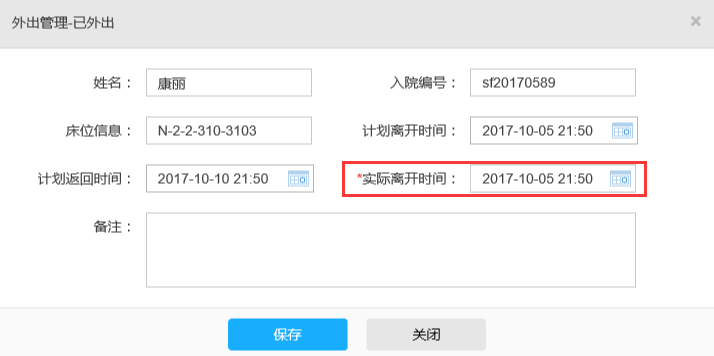 外出管理-已外出 ×
姓名： 康丽 入院编号： sf20170589
床位信息： N-2-2-310-3103 计划离开时间： 2017-10-05 21:50
计划返回时间： 2017-10-10 21:50 *实际离开时间： 2017-10-05 21:50
备注：
保存 关闭